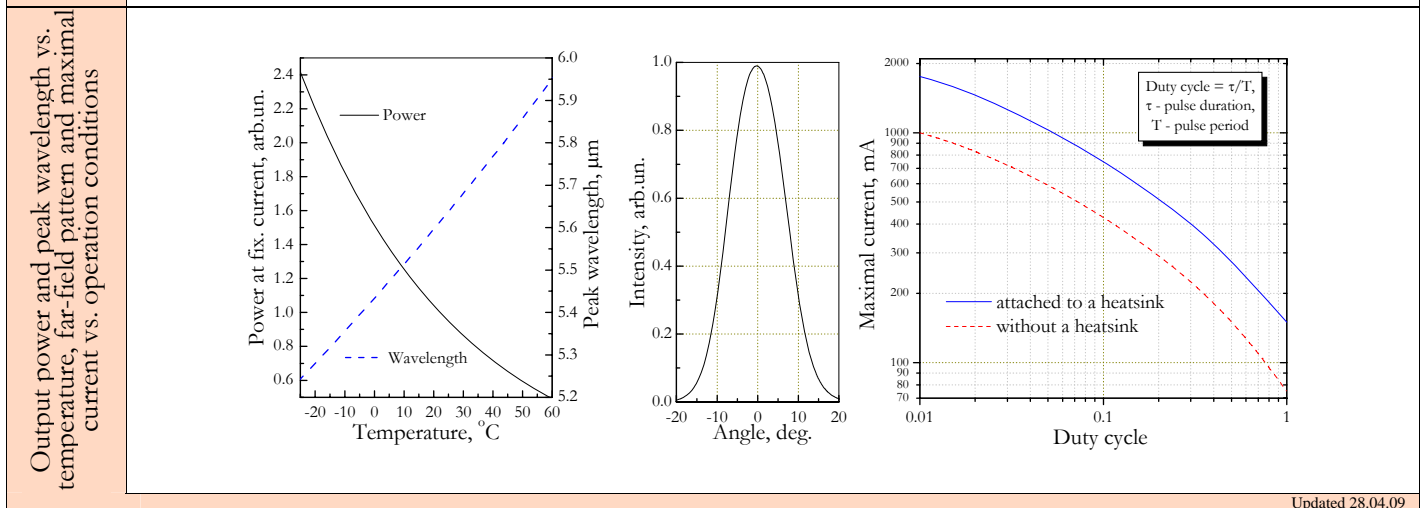 Output power and peak wavelength vs.
temperature, far-field pattern and maximal
current vs. operation conditions
Power at fix. current, arb.un.
2.4
2.2
2.0
1.8
1.6
1.4
1.2
1.0
0.8
0.6
Power
Wavelength
-20 -10 0 10 20 30 40 50 60
Temperature, °C
6.0
5.9
5.8
5.7
5.6
5.5
5.4
5.3
5.2
Peak wavelength, µm
Intensity, arb.un.
1.0
0.8
0.6
0.4
0.2
0.0
-20 -10 0 10 20
Angle, deg.
Maximal current, mA
2000
1000
900
800
700
600
500
400
300
200
100
90
80
70
Duty cycle = τ/T,
τ - pulse duration,
T - pulse period
attached to a heatsink
without a heatsink
0.01 0.1 1
Duty cycle
Updated 28.04.09